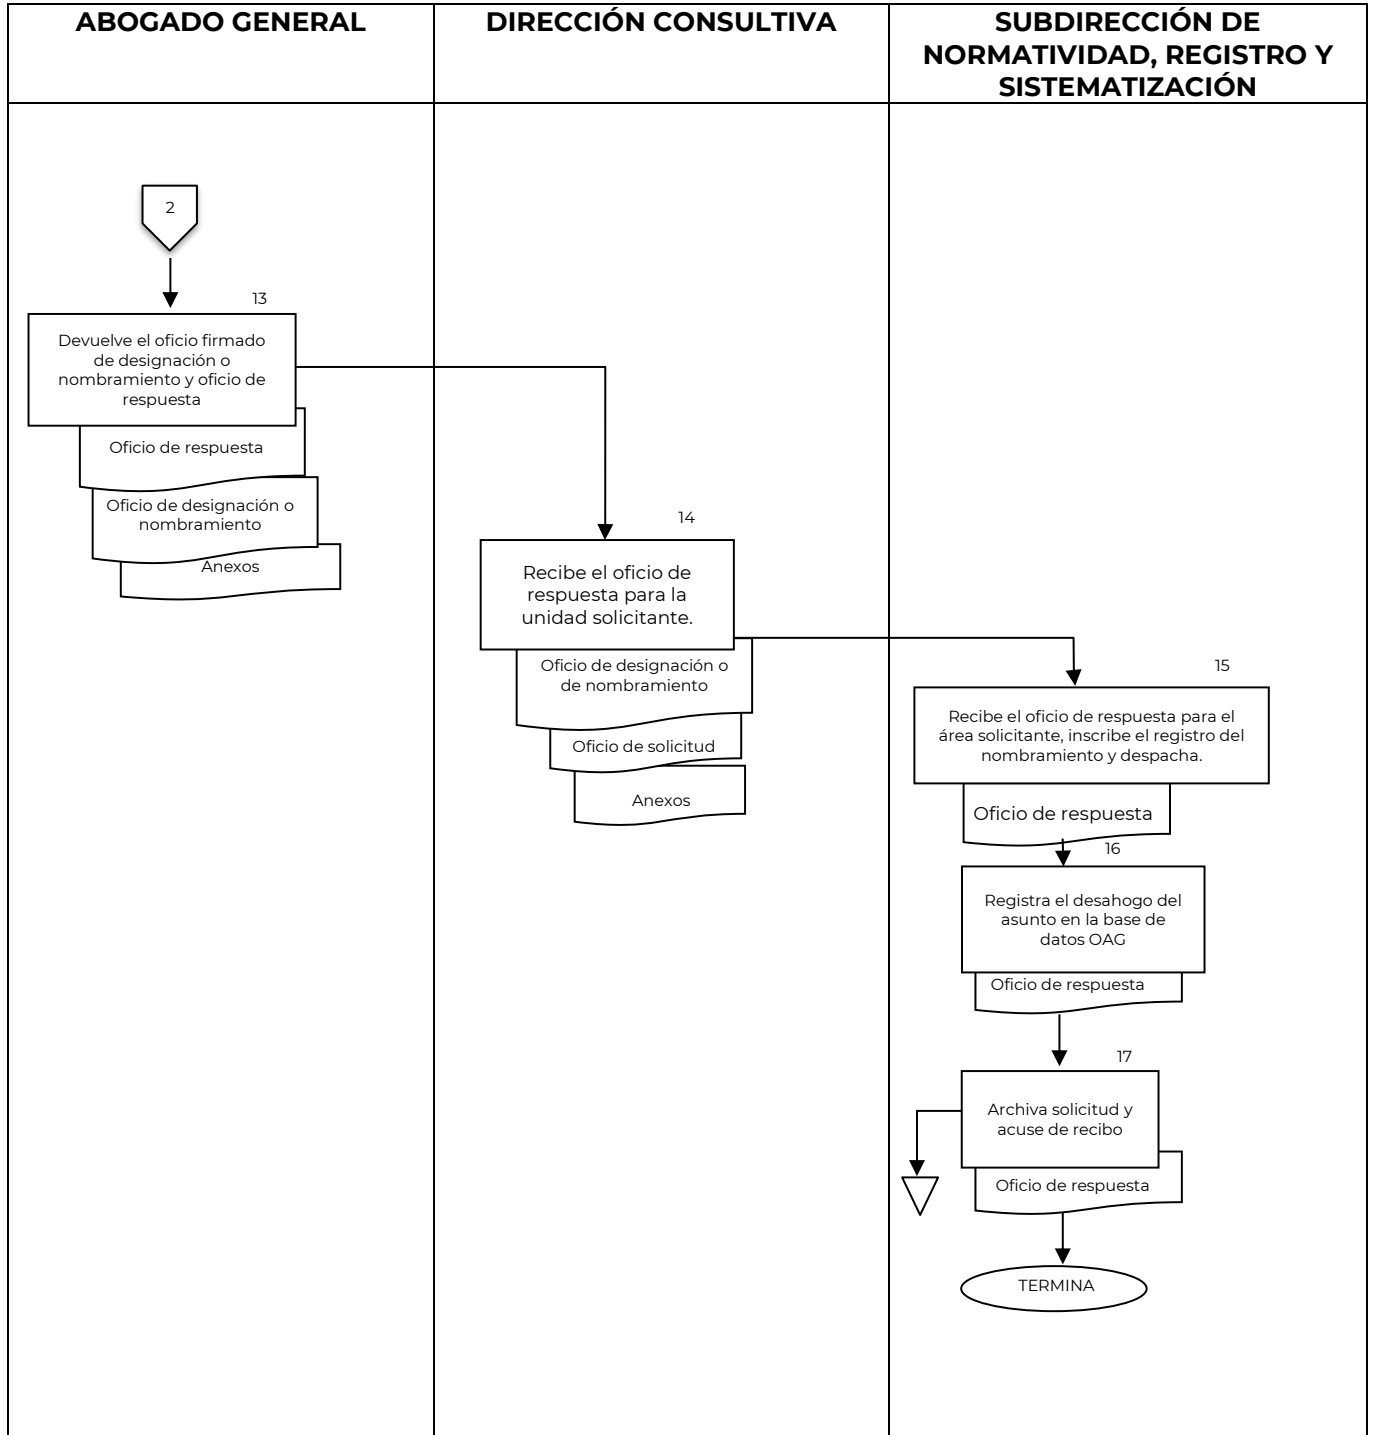 ABOGADO GENERAL
DIRECCIÓN CONSULTIVA
SUBDIRECCIÓN DE
NORMATIVIDAD, REGISTRO Y
SISTEMATIZACIÓN
2
13
Devuelve el oficio firmado
de designación o
nombramiento y oficio de
respuesta
Oficio de respuesta
Oficio de designación o
nombramiento
Anexos
14
Recibe el oficio de
respuesta para la
unidad solicitante.
Oficio de designación o
de nombramiento
Oficio de solicitud
Anexos
15
Recibe el oficio de respuesta para el
área solicitante, inscribe el registro del
nombramiento y despacha.
Oficio de respuesta
16
Registra el desahogo del
asunto en la base de
datos OAG
Oficio de respuesta
17
Archiva solicitud y
acuse de recibo
Oficio de respuesta
TERMINA